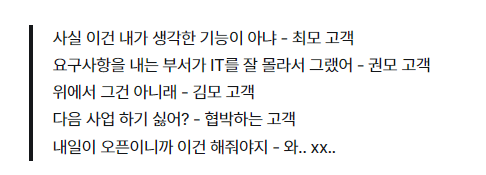 사실 이건 내가 생각한 기능이 아냐 - 최모 고객
요구사항을 내는 부서가 IT를 잘 몰라서 그랬어 - 권모 고객
위에서 그건 아니래 - 김모 고객
다음 사업 하기 싫어? - 협박하는 고객
내일이 오픈이니까 이건 해줘야지 - 와.. xx..